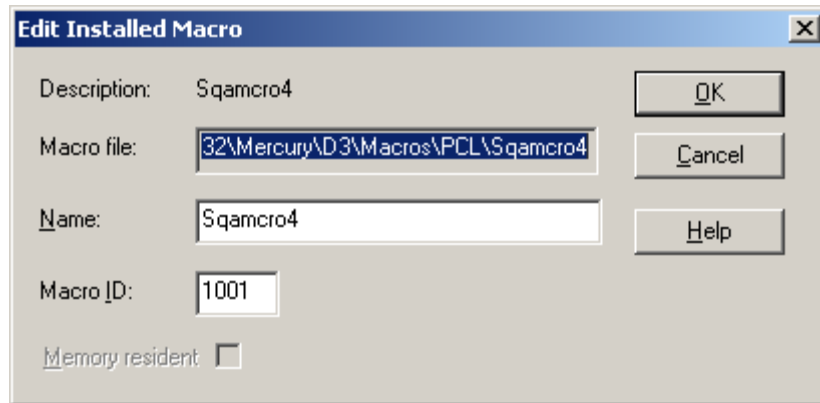 Edit Installed Macro
Description: Sqamcro4
OK
Macro file: 32\Mercury\D3\Macros\PCL\Sqamcro4
Cancel
Name: Sqamcro4
Help
Macro ID: 1001
Memory resident